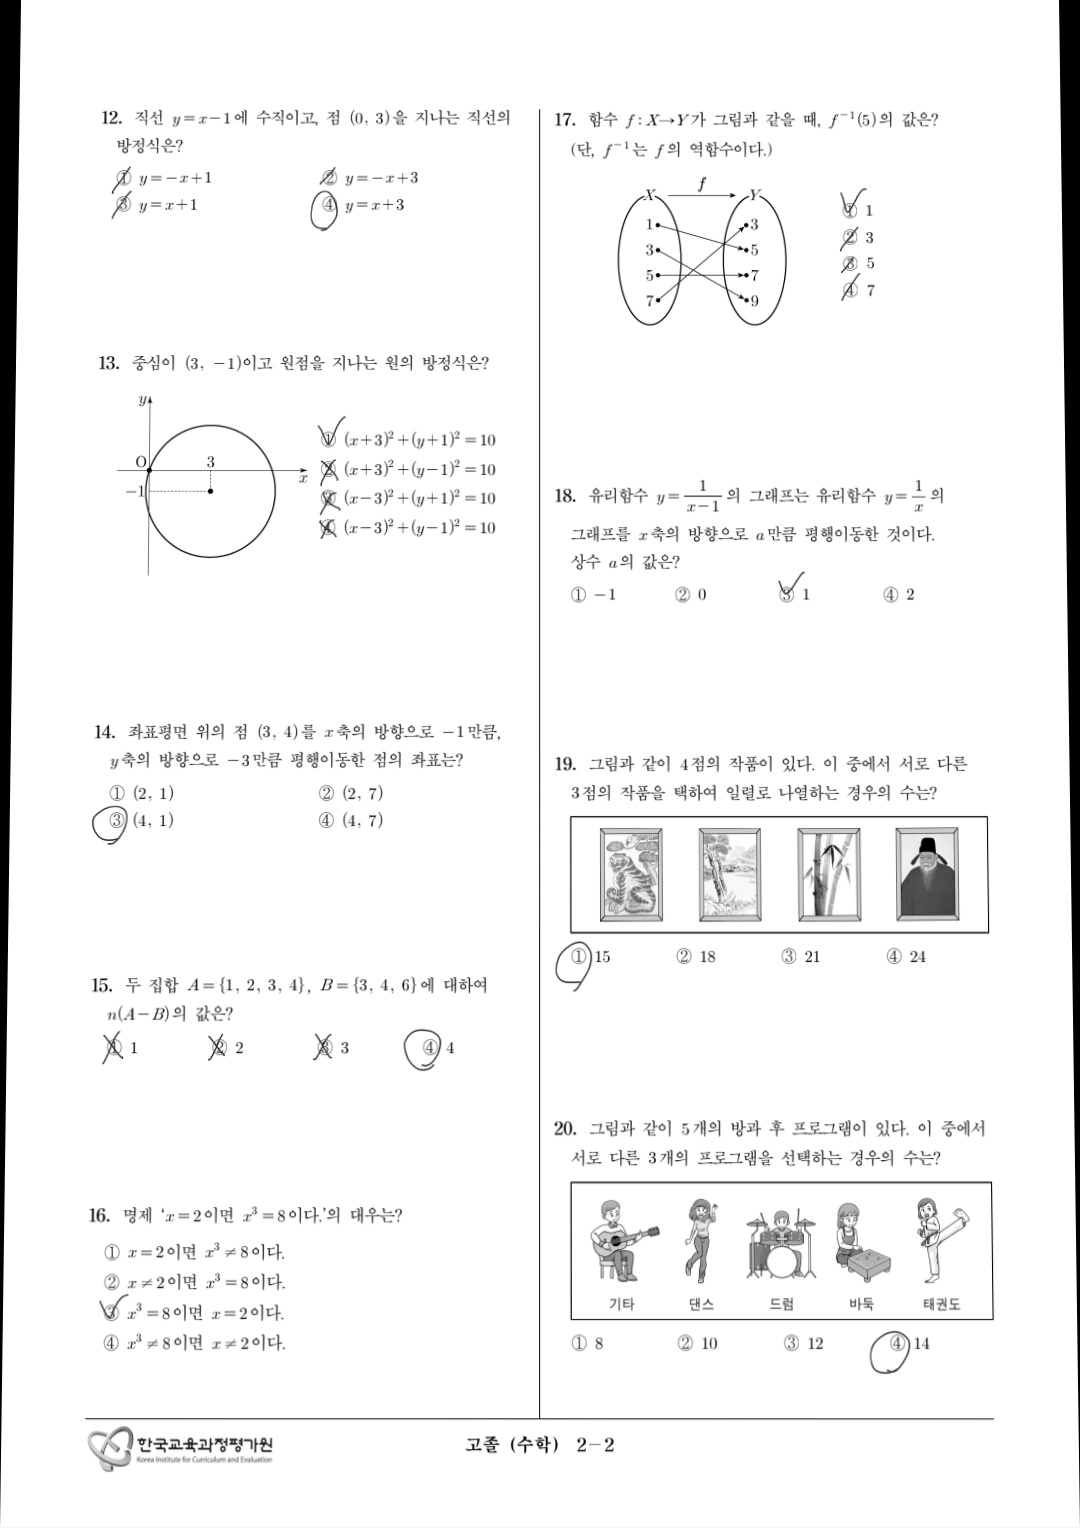 12. 직선 y=x-1에 수직이고, 점 (0, 3)을 지나는 직선의
방정식은?
① y=-x+1 ② y=-x+3
③ y=x+1 ④ y=x+3
13. 중심이 (3, -1)이고 원점을 지나는 원의 방정식은?
y
O 3 x
-1
① (x+3)²+(y+1)²=10
② (x+3)²+(y-1)²=10
③ (x-3)²+(y+1)²=10
④ (x-3)²+(y-1)²=10
14. 좌표평면 위의 점 (3, 4)를 x축의 방향으로 -1만큼,
y축의 방향으로 -3만큼 평행이동한 점의 좌표는?
① (2, 1) ② (2, 7)
③ (4, 1) ④ (4, 7)
15. 두 집합 A={1, 2, 3, 4}, B={3, 4, 6}에 대하여
n(A-B)의 값은?
① 1 ② 2 ③ 3 ④ 4
16. 명제 ‘x=2이면 x³=8이다.’의 대우는?
① x=2이면 x³≠8이다.
② x≠2이면 x³=8이다.
③ x³=8이면 x=2이다.
④ x³≠8이면 x≠2이다.
17. 함수 f : X→Y가 그림과 같을 때, f⁻¹(5)의 값은?
(단, f⁻¹는 f의 역함수이다.)
X f Y
1 3
3 5
5 7
7 9
① 1
② 3
③ 5
④ 7
18. 유리함수 y=1/(x-1)의 그래프는 유리함수 y=1/x의
그래프를 x축의 방향으로 a만큼 평행이동한 것이다.
상수 a의 값은?
① -1 ② 0 ③ 1 ④ 2
19. 그림과 같이 4점의 작품이 있다. 이 중에서 서로 다른
3점의 작품을 택하여 일렬로 나열하는 경우의 수는?
① 15 ② 18 ③ 21 ④ 24
20. 그림과 같이 5개의 방과 후 프로그램이 있다. 이 중에서
서로 다른 3개의 프로그램을 선택하는 경우의 수는?
기타 댄스 드럼 바둑 태권도
① 8 ② 10 ③ 12 ④ 14
한국교육과정평가원
Korea Institute for Curriculum and Evaluation
고졸 (수학) 2-2